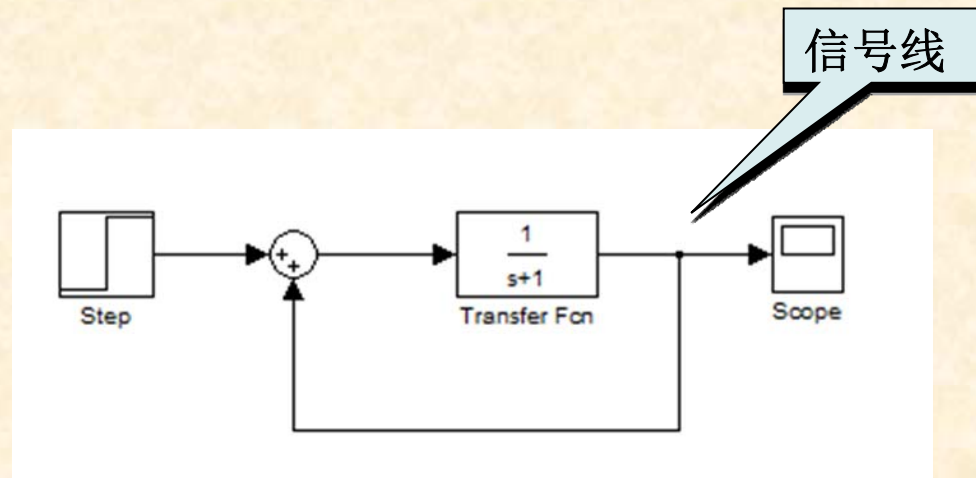 信号线
+
+
1
s+1
Step
Transfer Fcn
Scope